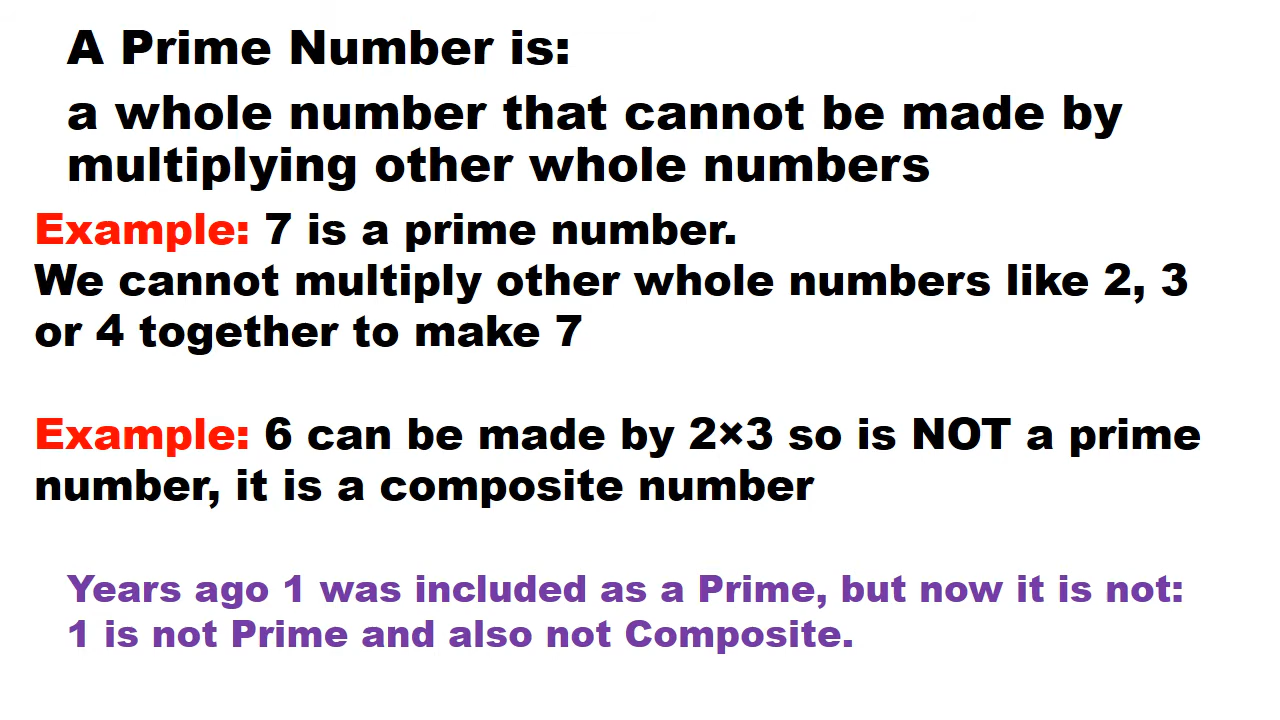 A Prime Number is:
a whole number that cannot be made by
multiplying other whole numbers
Example: 7 is a prime number.
We cannot multiply other whole numbers like 2, 3
or 4 together to make 7
Example: 6 can be made by 2×3 so is NOT a prime
number, it is a composite number
Years ago 1 was included as a Prime, but now it is not:
1 is not Prime and also not Composite.